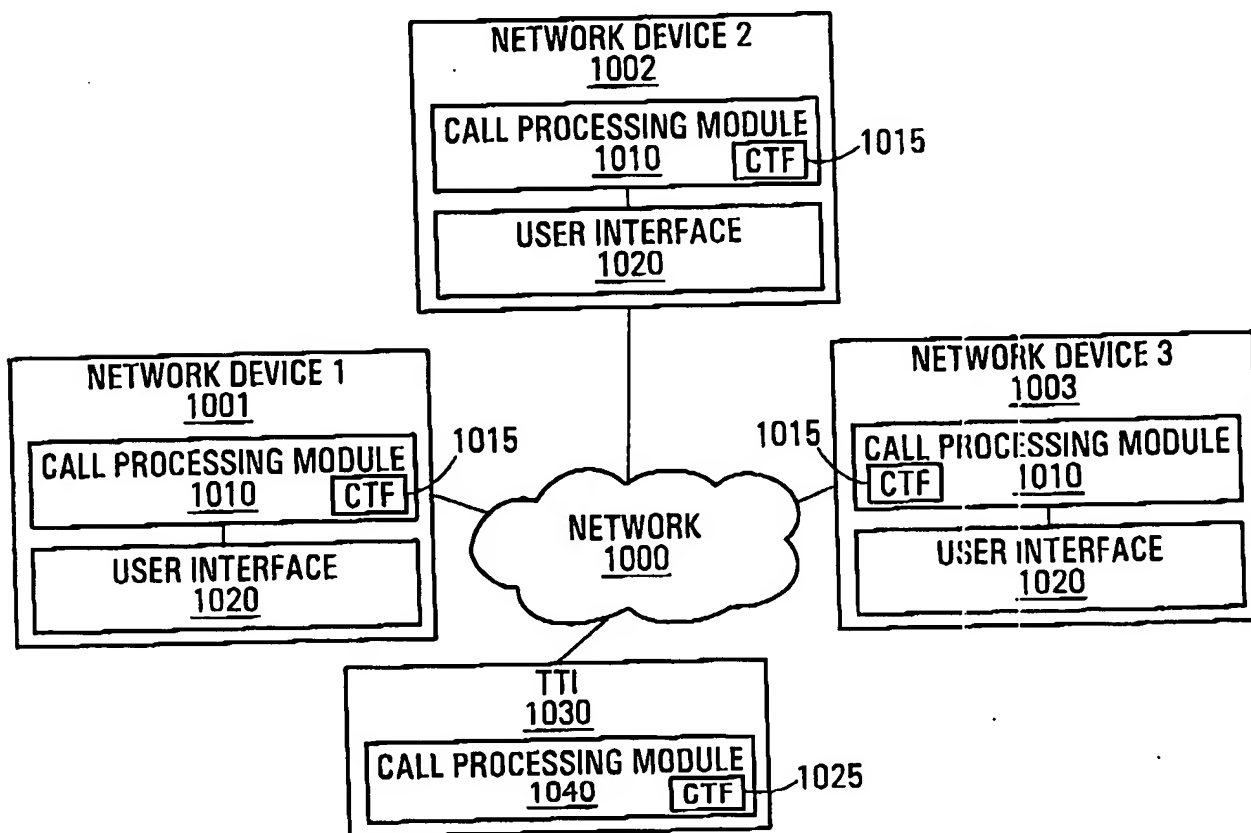 NETWORK DEVICE 2
1002
CALL PROCESSING MODULE
1010
CTF
1015
USER INTERFACE
1020
NETWORK DEVICE 1
1001
CALL PROCESSING MODULE
1010
CTF
1015
USER INTERFACE
1020
NETWORK
1000
NETWORK DEVICE 3
1003
1015
CALL PROCESSING MODULE
CTF
1010
USER INTERFACE
1020
TTI
1030
CALL PROCESSING MODULE
1040
CTF
1025